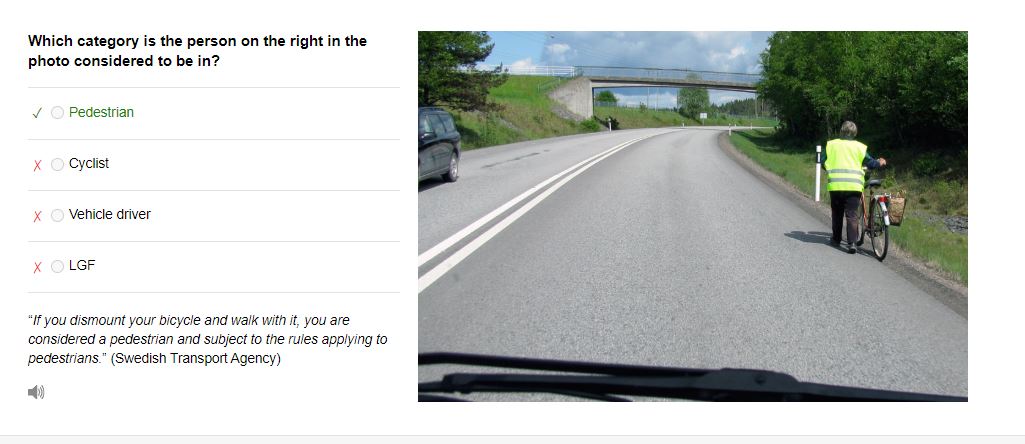 Which category is the person on the right in the
photo considered to be in?
✓ Pedestrian
X Cyclist
X Vehicle driver
X LGF
“If you dismount your bicycle and walk with it, you are
considered a pedestrian and subject to the rules applying to
pedestrians.” (Swedish Transport Agency)